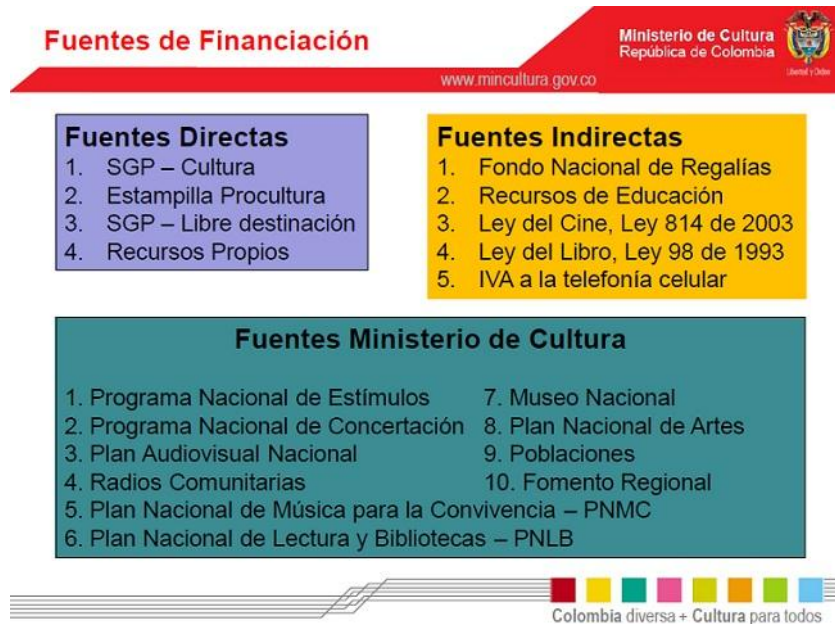 Fuentes de Financiación
Ministerio de Cultura
República de Colombia
Libertad y Orden
www.mincultura.gov.co
Fuentes Directas
1. SGP – Cultura
2. Estampilla Procultura
3. SGP – Libre destinación
4. Recursos Propios
Fuentes Indirectas
1. Fondo Nacional de Regalías
2. Recursos de Educación
3. Ley del Cine, Ley 814 de 2003
4. Ley del Libro, Ley 98 de 1993
5. IVA a la telefonía celular
Fuentes Ministerio de Cultura
1. Programa Nacional de Estímulos
2. Programa Nacional de Concertación
3. Plan Audiovisual Nacional
4. Radios Comunitarias
5. Plan Nacional de Música para la Convivencia – PNMC
6. Plan Nacional de Lectura y Bibliotecas – PNLB
7. Museo Nacional
8. Plan Nacional de Artes
9. Poblaciones
10. Fomento Regional
Colombia diversa + Cultura para todos